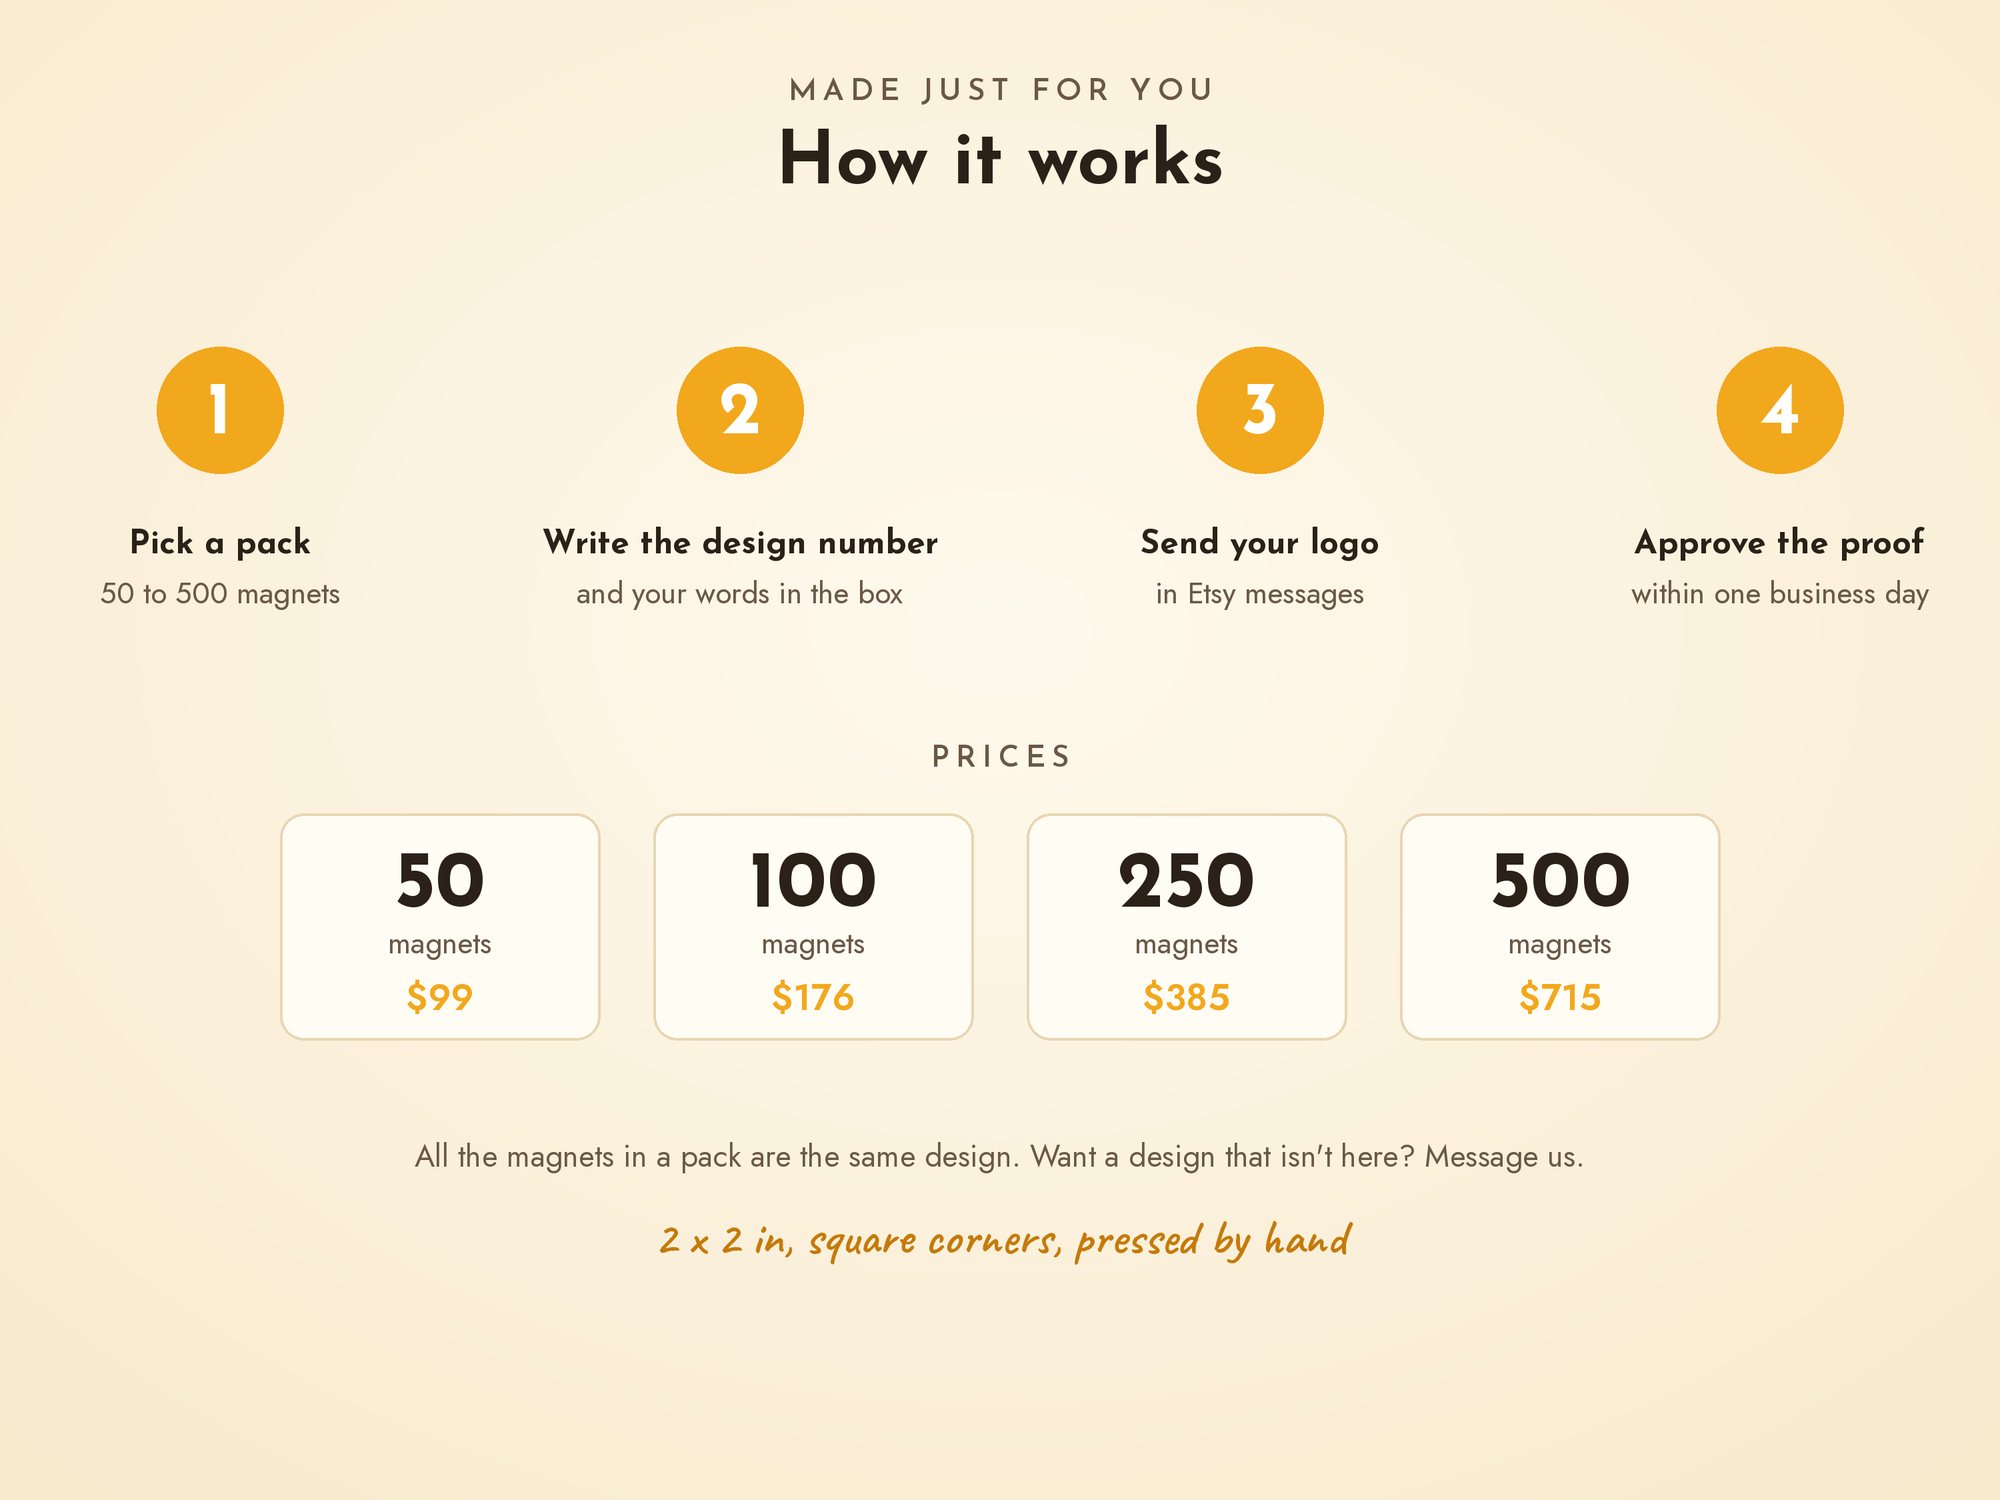 MADE JUST FOR YOU
How it works
1
2
3
4
Pick a pack
50 to 500 magnets
Write the design number
and your words in the box
Send your logo
in Etsy messages
Approve the proof
within one business day
PRICES
50
magnets
$99
100
magnets
$176
250
magnets
$385
500
magnets
$715
All the magnets in a pack are the same design. Want a design that isn't here? Message us.
2 x 2 in, square corners, pressed by hand